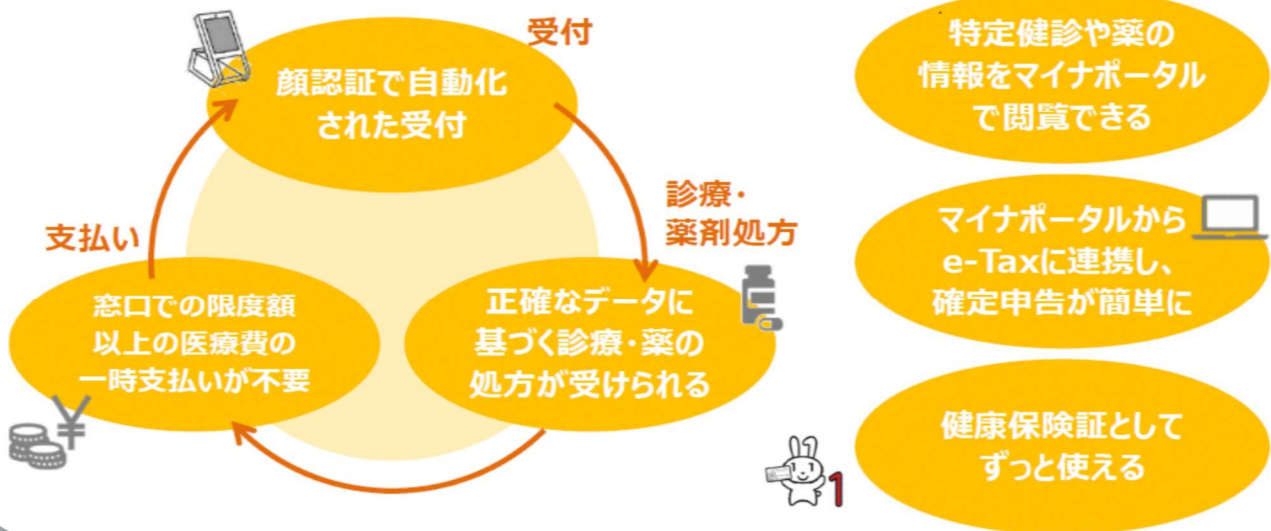 受付
顔認証で自動化
された受付
診療・
薬剤処方
正確なデータに
基づく診療・薬の
処方が受けられる
支払い
窓口での限度額
以上の医療費の
一時支払いが不要
¥
特定健診や薬の
情報をマイナポータル
で閲覧できる
マイナポータルから
e-Taxに連携し、
確定申告が簡単に
健康保険証として
ずっと使える
1